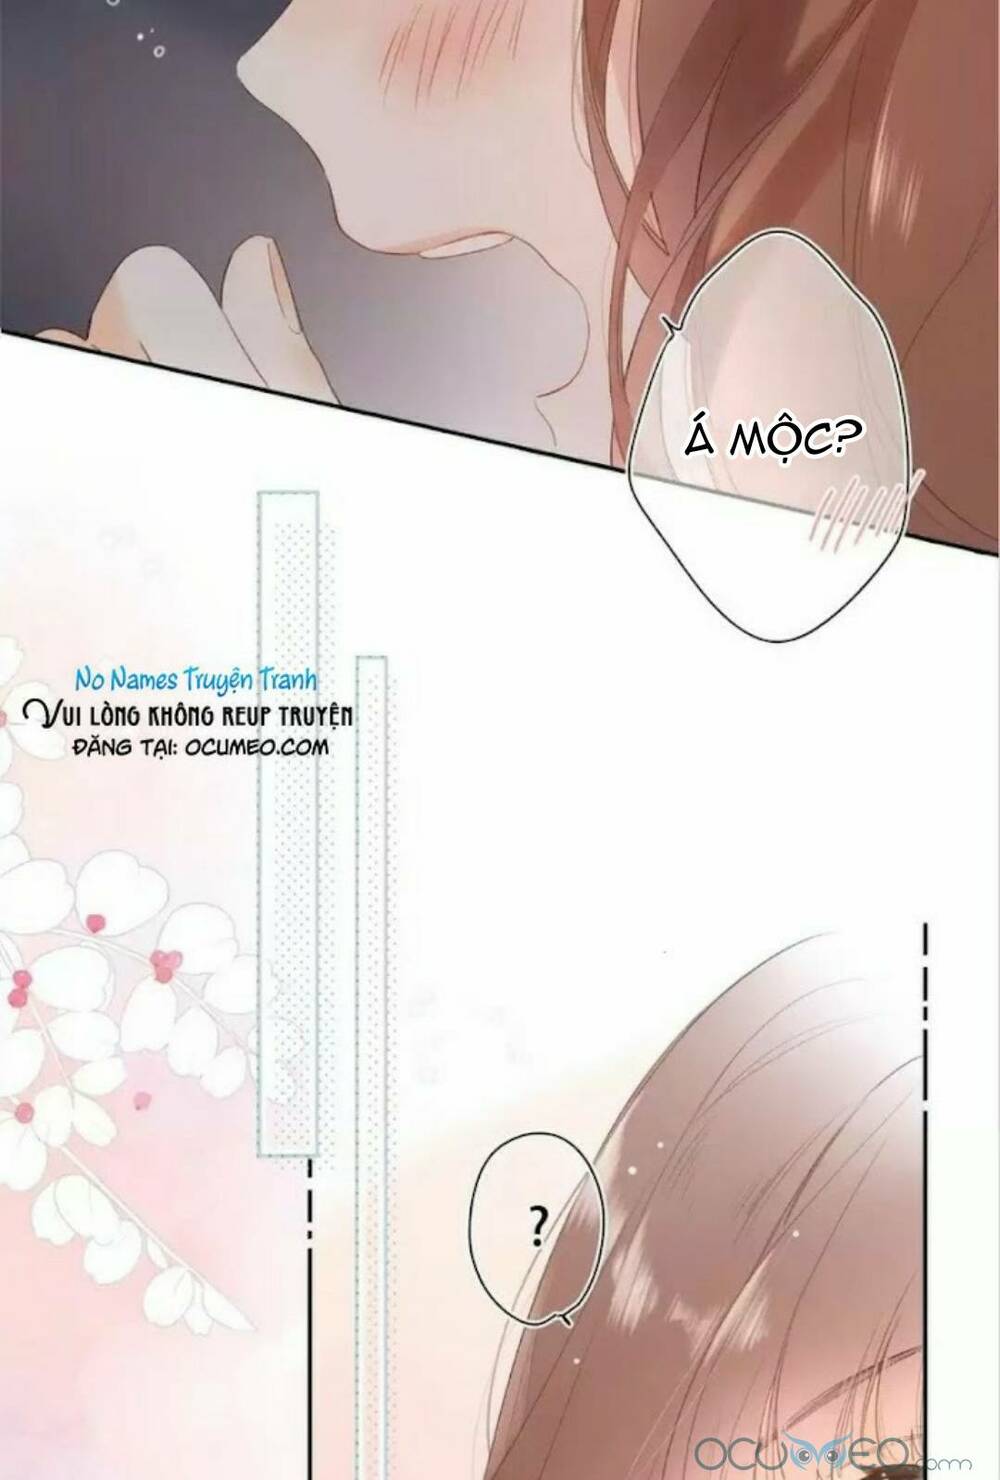 Á MỘC?
No Names Truyện Tranh
VUI LÒNG KHÔNG REUP TRUYỆN
ĐĂNG TẠI: OCUMEO.COM
?
OCUMEO.com